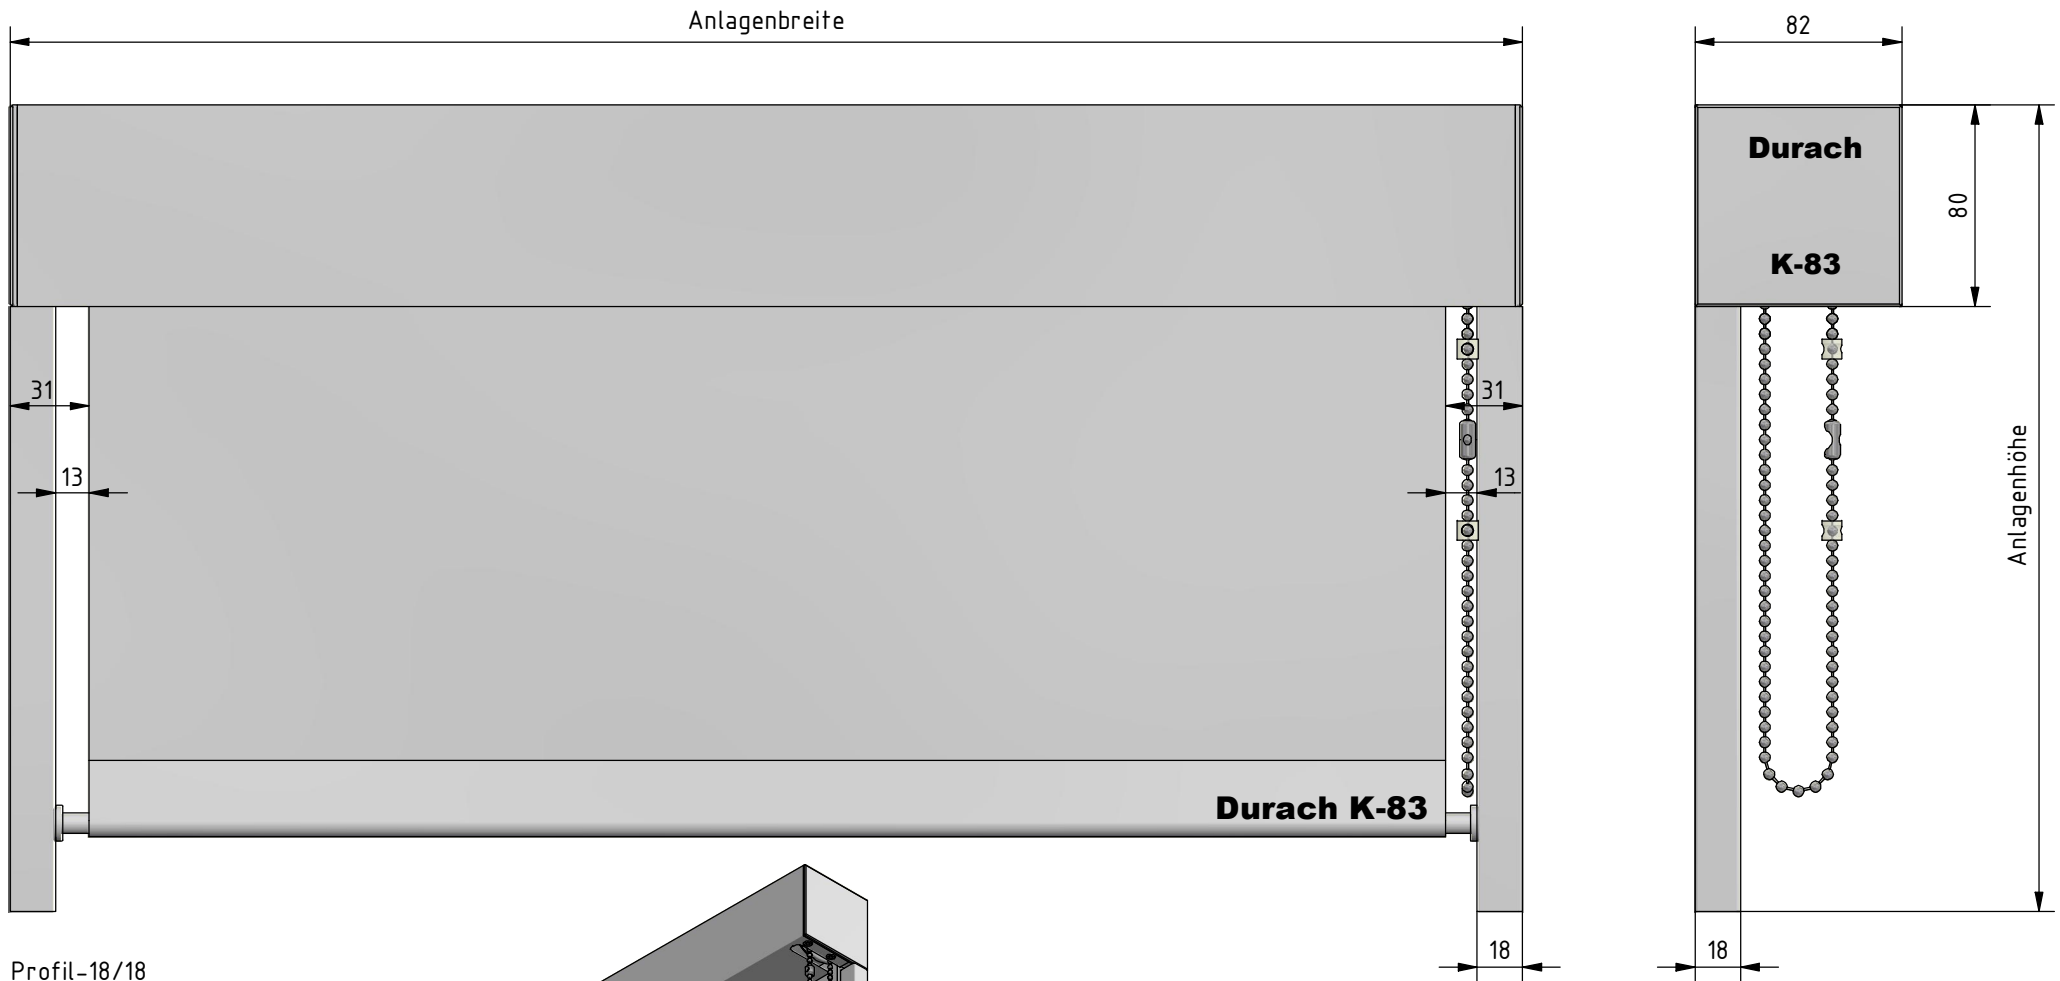 Anlagenbreite
82
Durach
80
K-83
31
31
13
13
Anlagenhöhe
Durach K-83
18
18
Profil-18/18